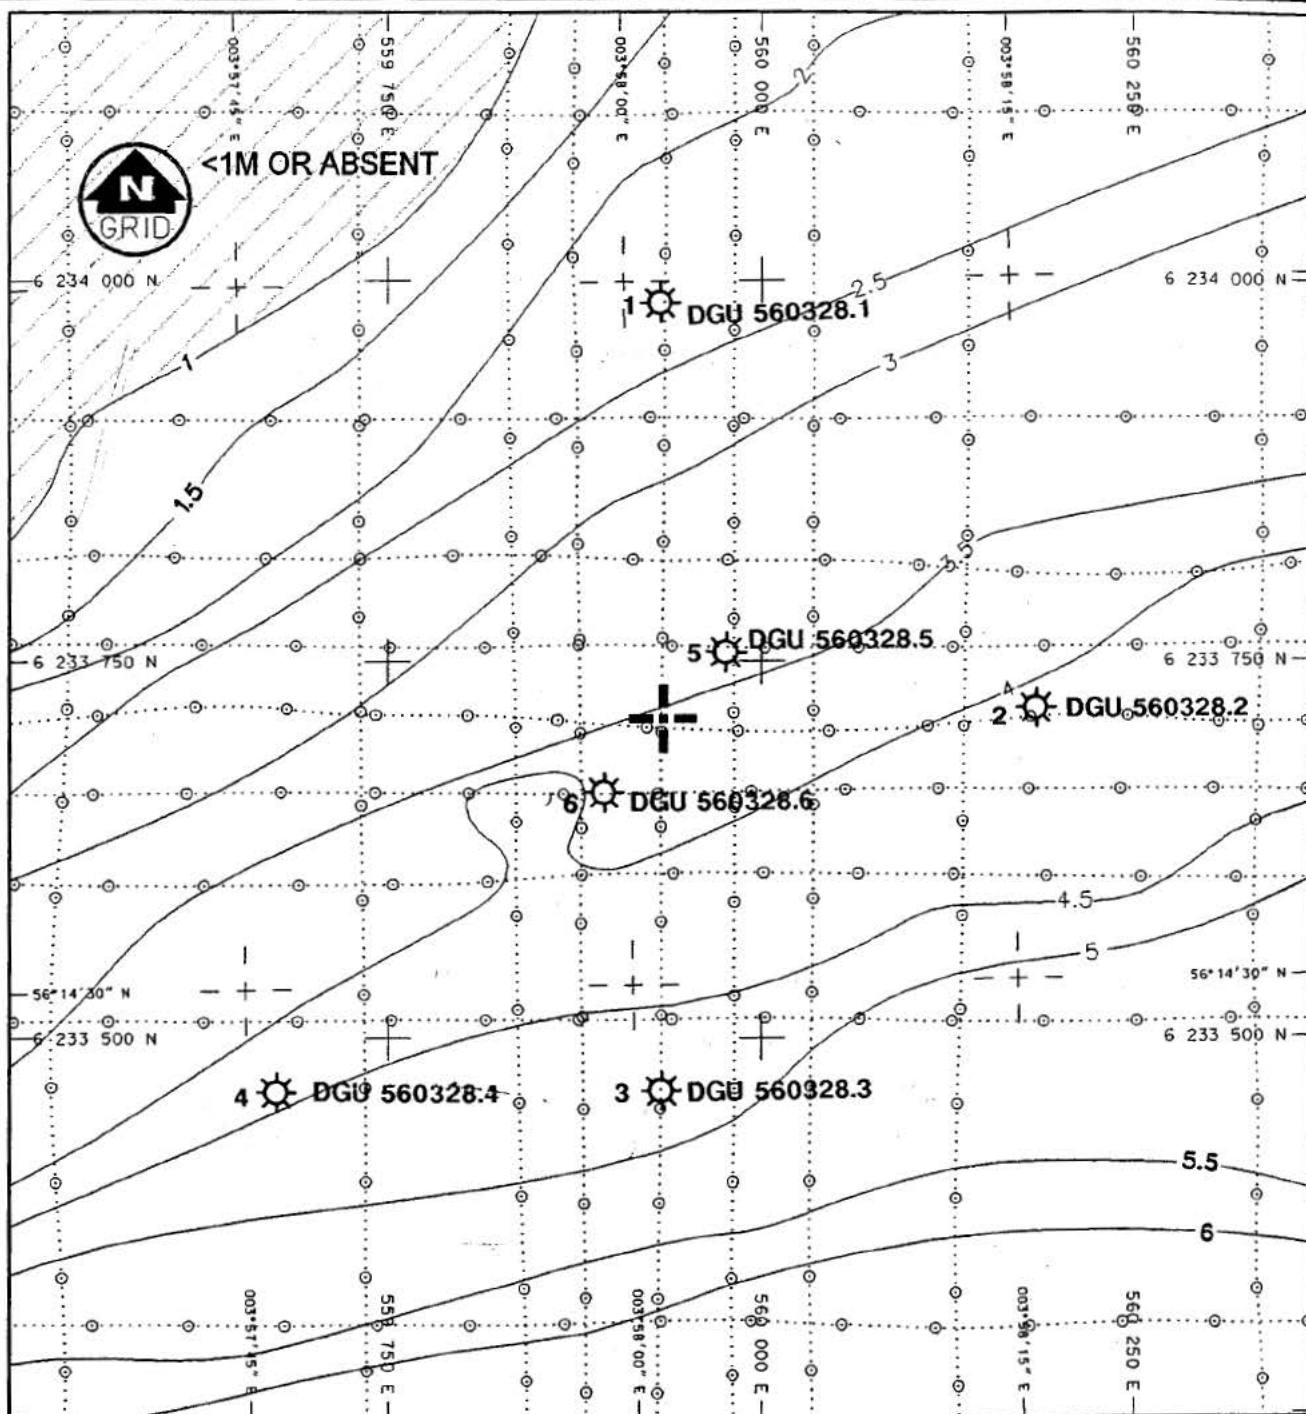 003°57'45" E
559 750 E
003°58'00" E
560 000 E
003°58'15" E
560 250 E
2
<1M OR ABSENT
N
GRID
6 234 000 N
6 234 000 N
2.5
1
DGU 560328.1
1
3
1.5
3.5
5
DGU 560328.5
6 233 750 N
6 233 750 N
4
2
DGU 560328.2
6
DGU 560328.6
4.5
5
56°14'30" N
56°14'30" N
6 233 500 N
6 233 500 N
4
DGU 560328.4
3
DGU 560328.3
5.5
6
003°57'45" E
559 750 E
003°58'00" E
560 000 E
003°58'15" E
560 250 E